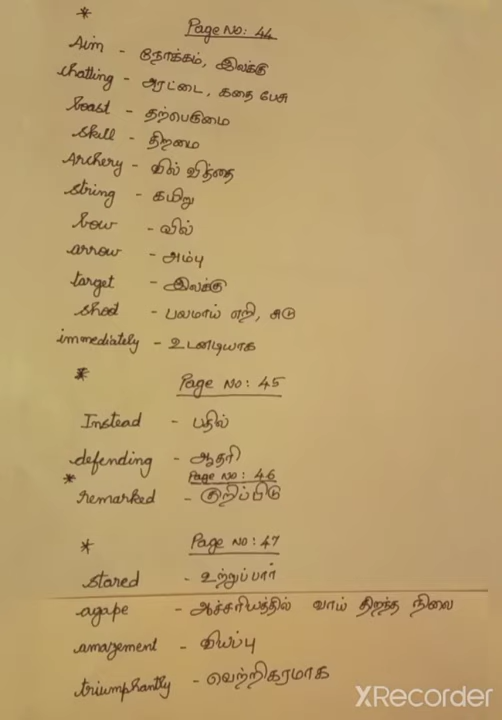 *
Page No: 44
Aim - நோக்கம், இலக்கு
chatting - அரட்டை, கதை பேசு
boast - தற்பெருமை
skill - திறமை
Archery - வில் வித்தை
string - கயிறு
bow - வில்
arrow - அம்பு
target - இலக்கு
shoot - பலமாய் எறி, சுடு
immediately - உடனடியாக
*
Page No: 45
Instead - பதில்
defending - ஆதரி
* Page No: 46
remarked - குறிப்பிடு
* Page No: 47
stared - உற்றுப்பார்
agape - ஆச்சரியத்தில் வாய் திறந்த நிலை
amazement - வியப்பு
triumphantly - வெற்றிகரமாக
XRecorder